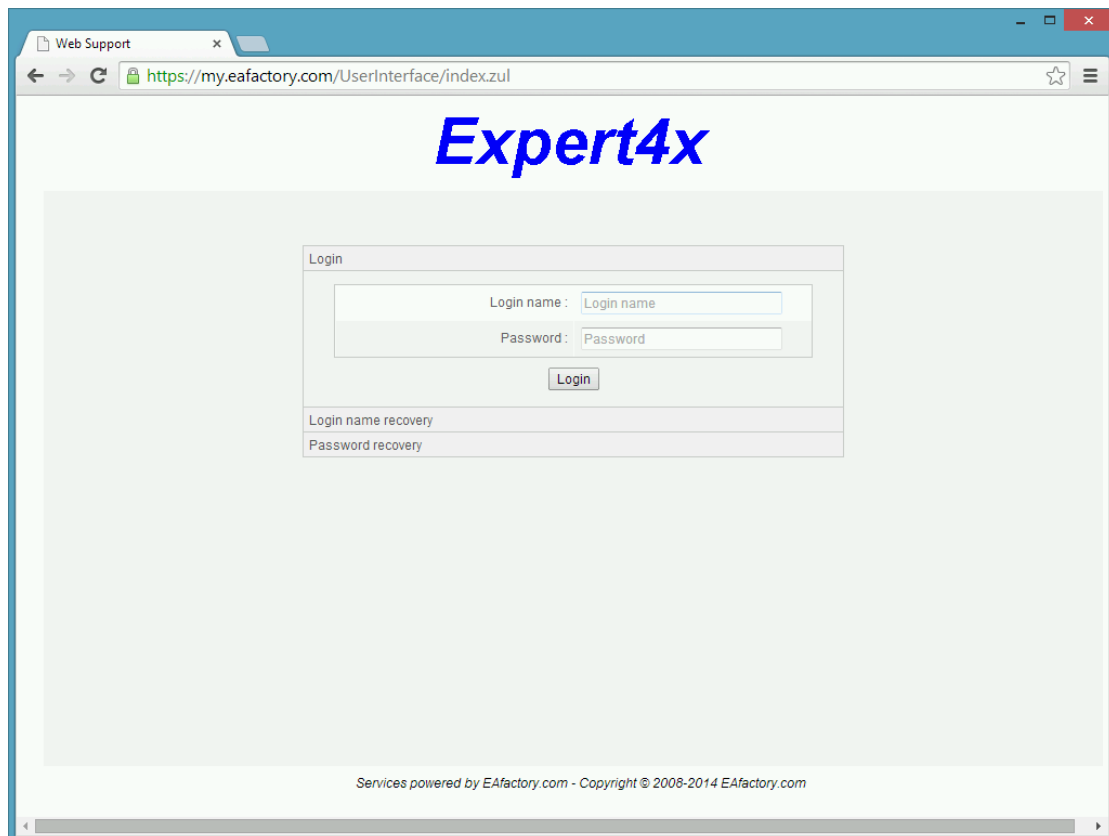 Web Support
https://my.eafactory.com/UserInterface/index.zul
Expert4x
Login
Login name : Login name
Password : Password
Login
Login name recovery
Password recovery
Services powered by EAfactory.com - Copyright © 2008-2014 EAfactory.com